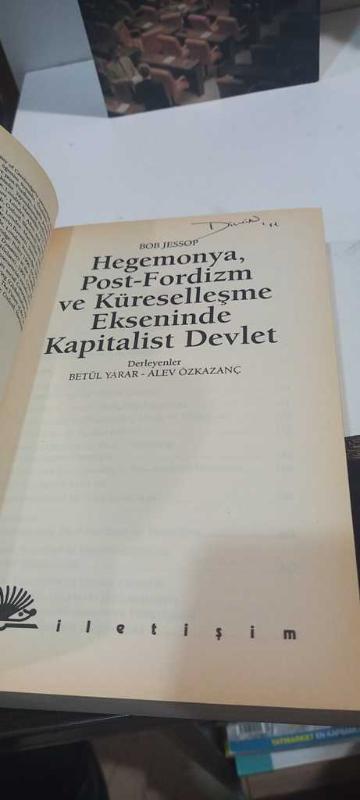 BOB JESSOP
Hegemonya,
Post-Fordizm
ve Küreselleşme
Ekseninde
Kapitalist Devlet
Derleyenler
BETÜL YARAR - ALEV ÖZKAZANÇ
iletişim